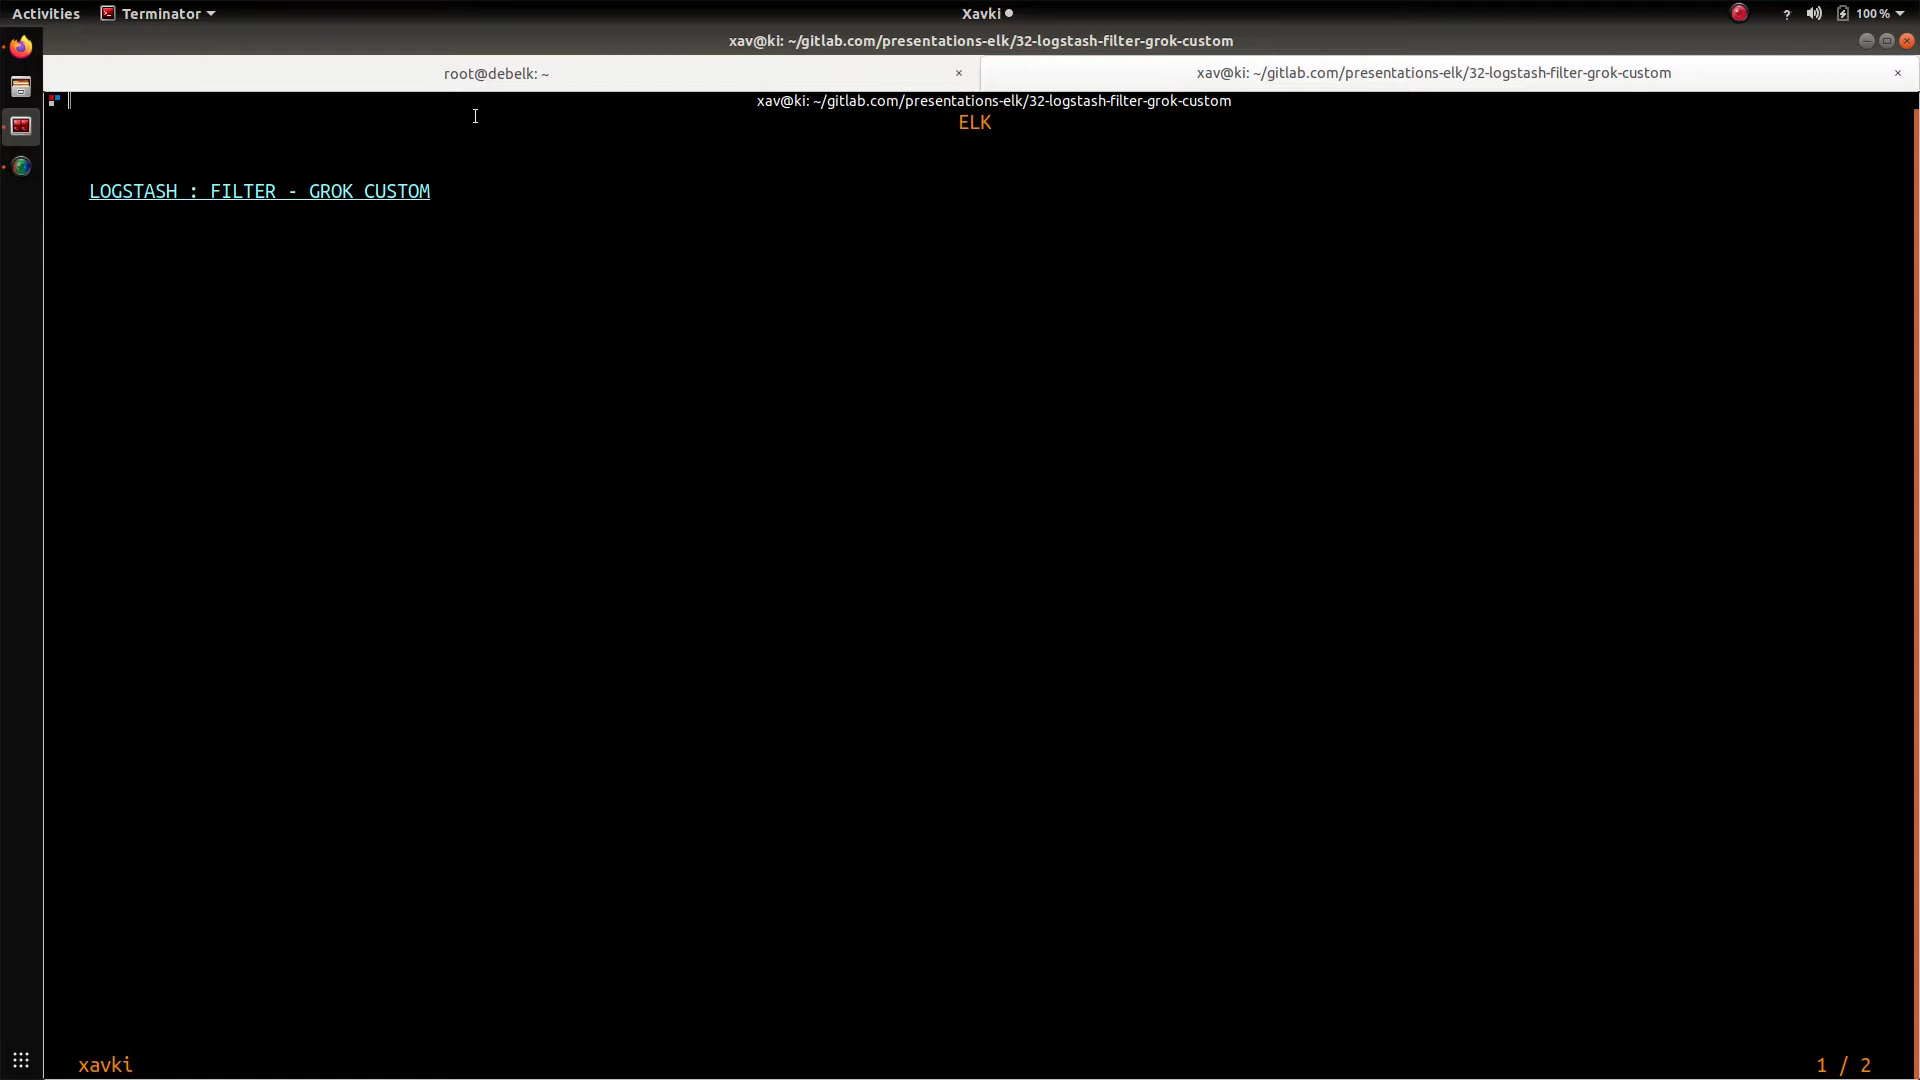 Activities Terminator Xavki ? 100 %
xav@ki: ~/gitlab.com/presentations-elk/32-logstash-filter-grok-custom
root@debelk: ~ × xav@ki: ~/gitlab.com/presentations-elk/32-logstash-filter-grok-custom ×
xav@ki: ~/gitlab.com/presentations-elk/32-logstash-filter-grok-custom
ELK
LOGSTASH : FILTER - GROK CUSTOM
xavki 1 / 2